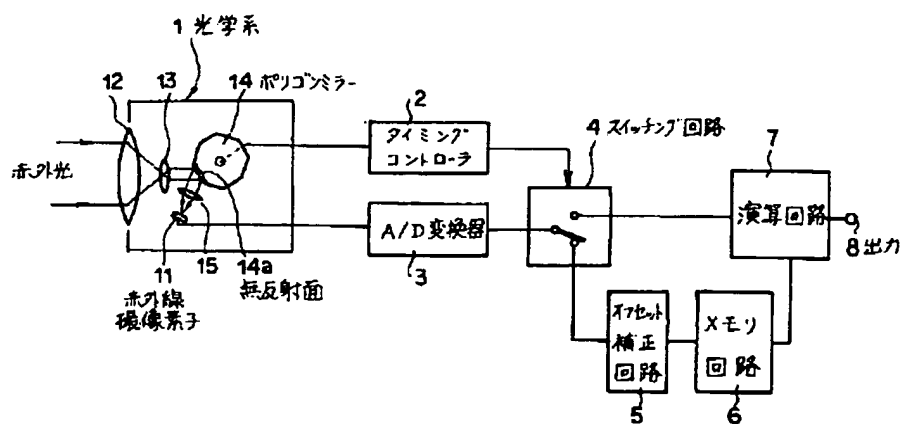 1 光学系
12
13
14 ポリゴンミラー
赤外光
11
赤外線
撮像素子
15
14a
無反射面
2
タイミング
コントローラ
A/D変換器
3
4 スイッチング回路
オフセット
補正
回路
5
メモリ
回路
6
7
演算回路
8 出力